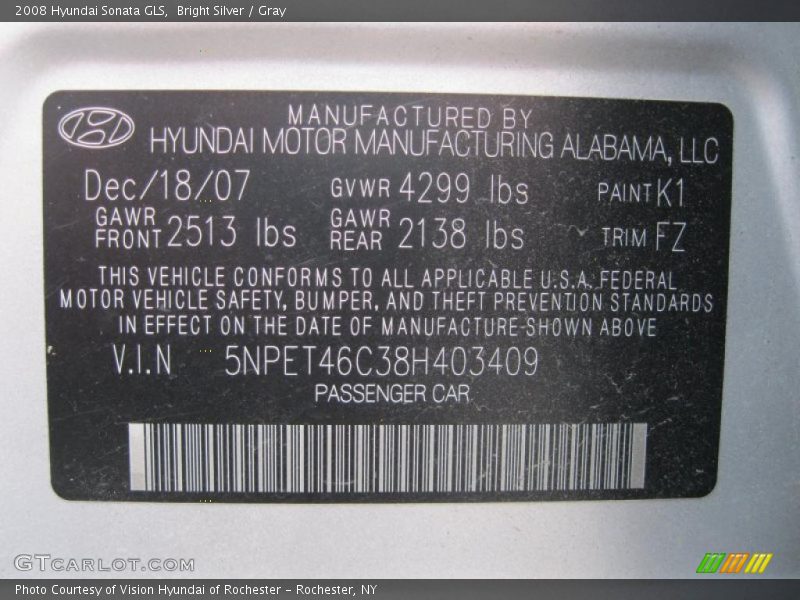 2008 Hyundai Sonata GLS,  Bright Silver / Gray
MANUFACTURED BY
HYUNDAI MOTOR MANUFACTURING ALABAMA, LLC
Dec/18/07 GVWR 4299 lbs PAINT K1
GAWR FRONT 2513 lbs GAWR REAR 2138 lbs TRIM FZ
THIS VEHICLE CONFORMS TO ALL APPLICABLE U.S.A. FEDERAL
MOTOR VEHICLE SAFETY, BUMPER, AND THEFT PREVENTION STANDARDS
IN EFFECT ON THE DATE OF MANUFACTURE-SHOWN ABOVE
V.I.N 5NPET46C38H403409
PASSENGER CAR
GTCARLOT.COM
Photo Courtesy of Vision Hyundai of Rochester – Rochester, NY